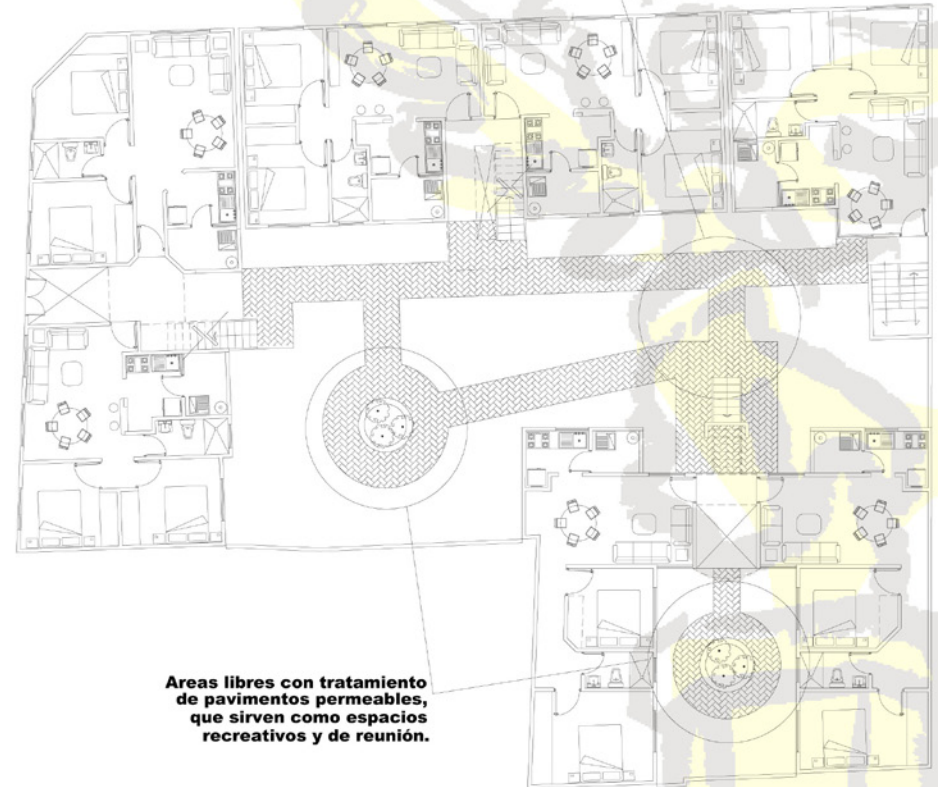 Areas libres con tratamiento
de pavimentos permeables,
que sirven como espacios
recreativos y de reunión.